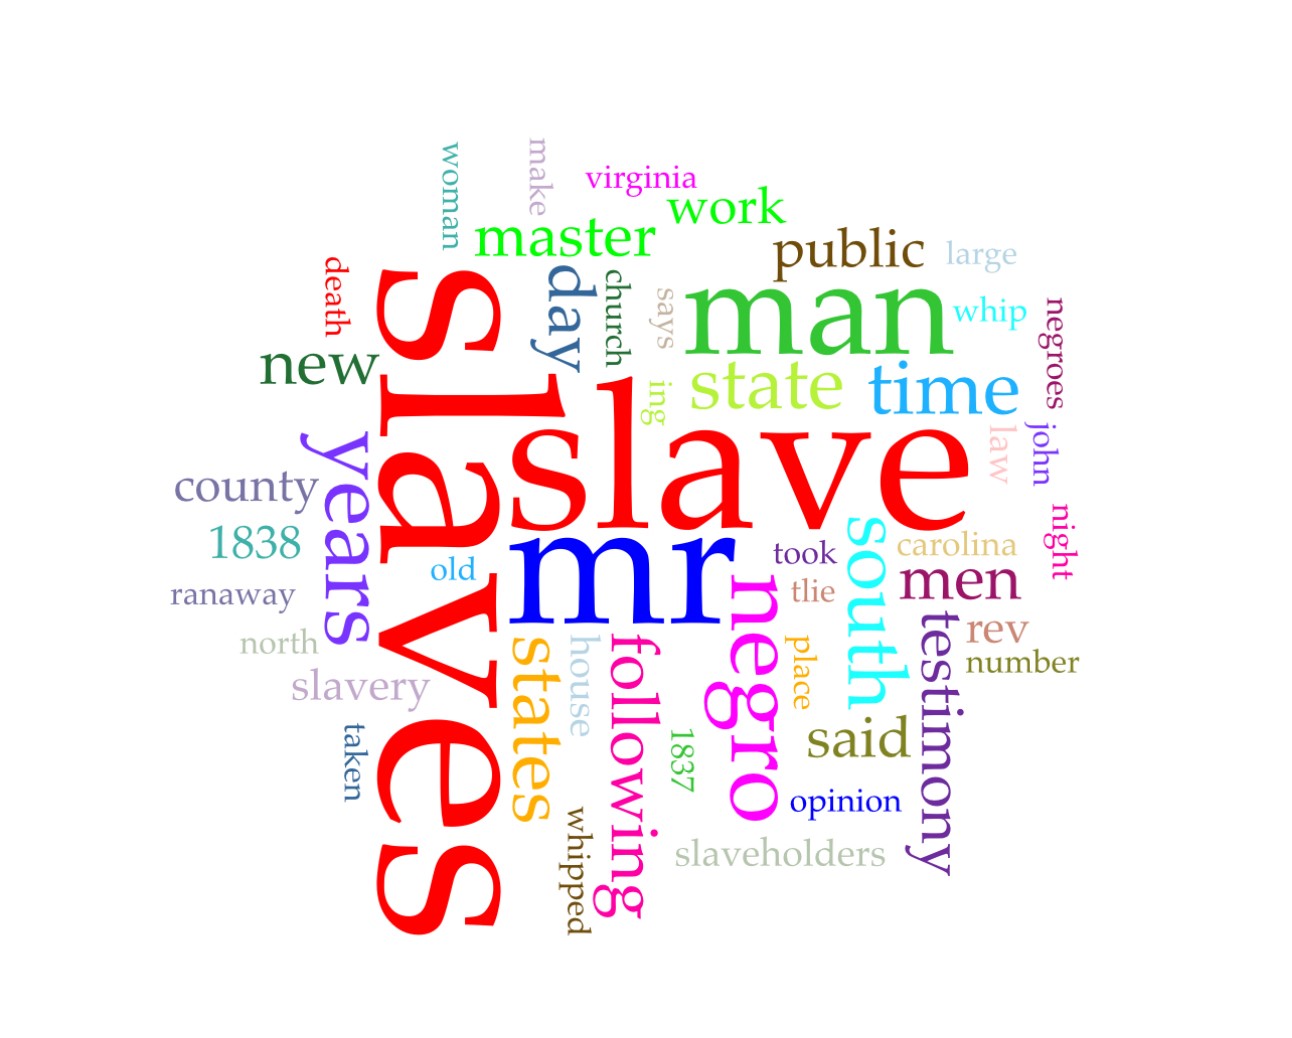 woman
make
virginia
work
master
public
large
death
slaves
day
church
says
man
whip
negroes
new
ing
state
time
slave
law
john
years
county
1838
old
mr
took
south
carolina
night
ranaway
tlie
men
negro
north
states
house
following
place
testimony
rev
number
slavery
taken
1837
said
opinion
whipped
slaveholders